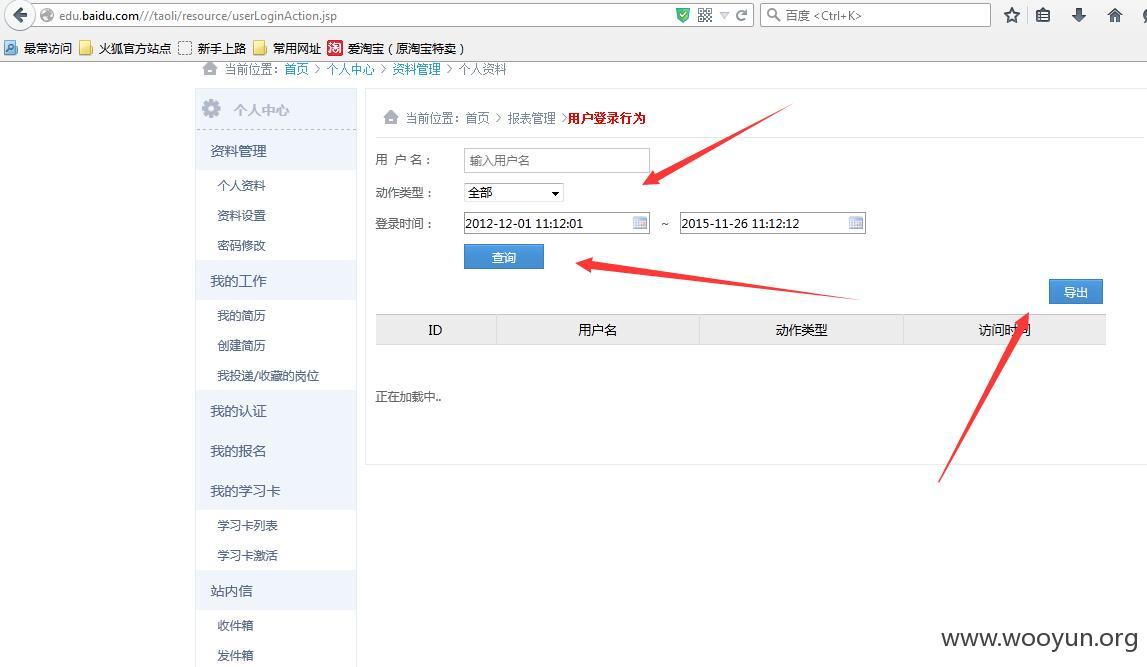 edu.baidu.com///taoli/resource/userLoginAction.jsp
百度 <Ctrl+K>
最常访问 火狐官方站点 新手上路 常用网址 淘 爱淘宝（原淘宝特卖）
当前位置：首页 > 个人中心 > 资料管理 > 个人资料
个人中心
资料管理
个人资料
资料设置
密码修改
我的工作
我的简历
创建简历
我投递/收藏的岗位
我的认证
我的报名
我的学习卡
学习卡列表
学习卡激活
站内信
收件箱
发件箱
当前位置：首页 > 报表管理 >用户登录行为
用 户 名： 输入用户名
动作类型： 全部
登录时间： 2012-12-01 11:12:01 ~ 2015-11-26 11:12:12
查询
导出
ID 用户名 动作类型 访问时间
正在加载中..
www.wooyun.org